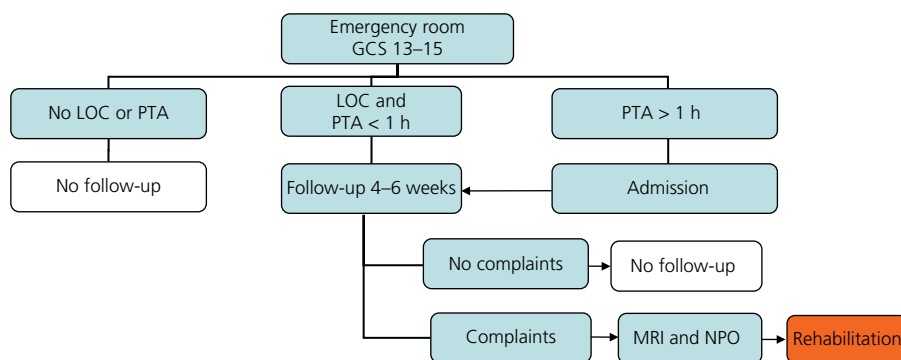 Emergency room
GCS 13–15
No LOC or PTA
LOC and
PTA < 1 h
PTA > 1 h
No follow-up
Follow-up 4–6 weeks
Admission
No complaints
No follow-up
Complaints
MRI and NPO
Rehabilitation